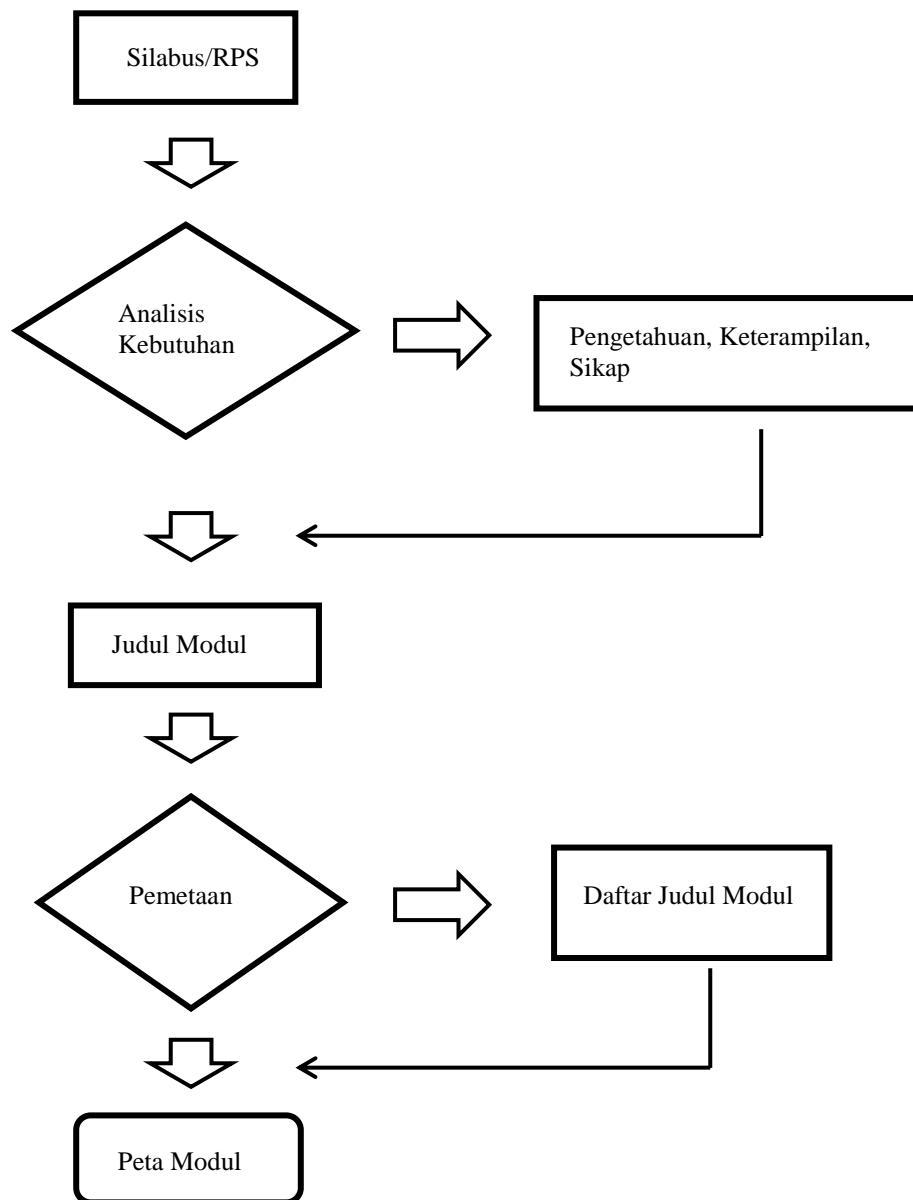 Silabus/RPS
Analisis
Kebutuhan
Pengetahuan, Keterampilan,
Sikap
Judul Modul
Pemetaan
Daftar Judul Modul
Peta Modul